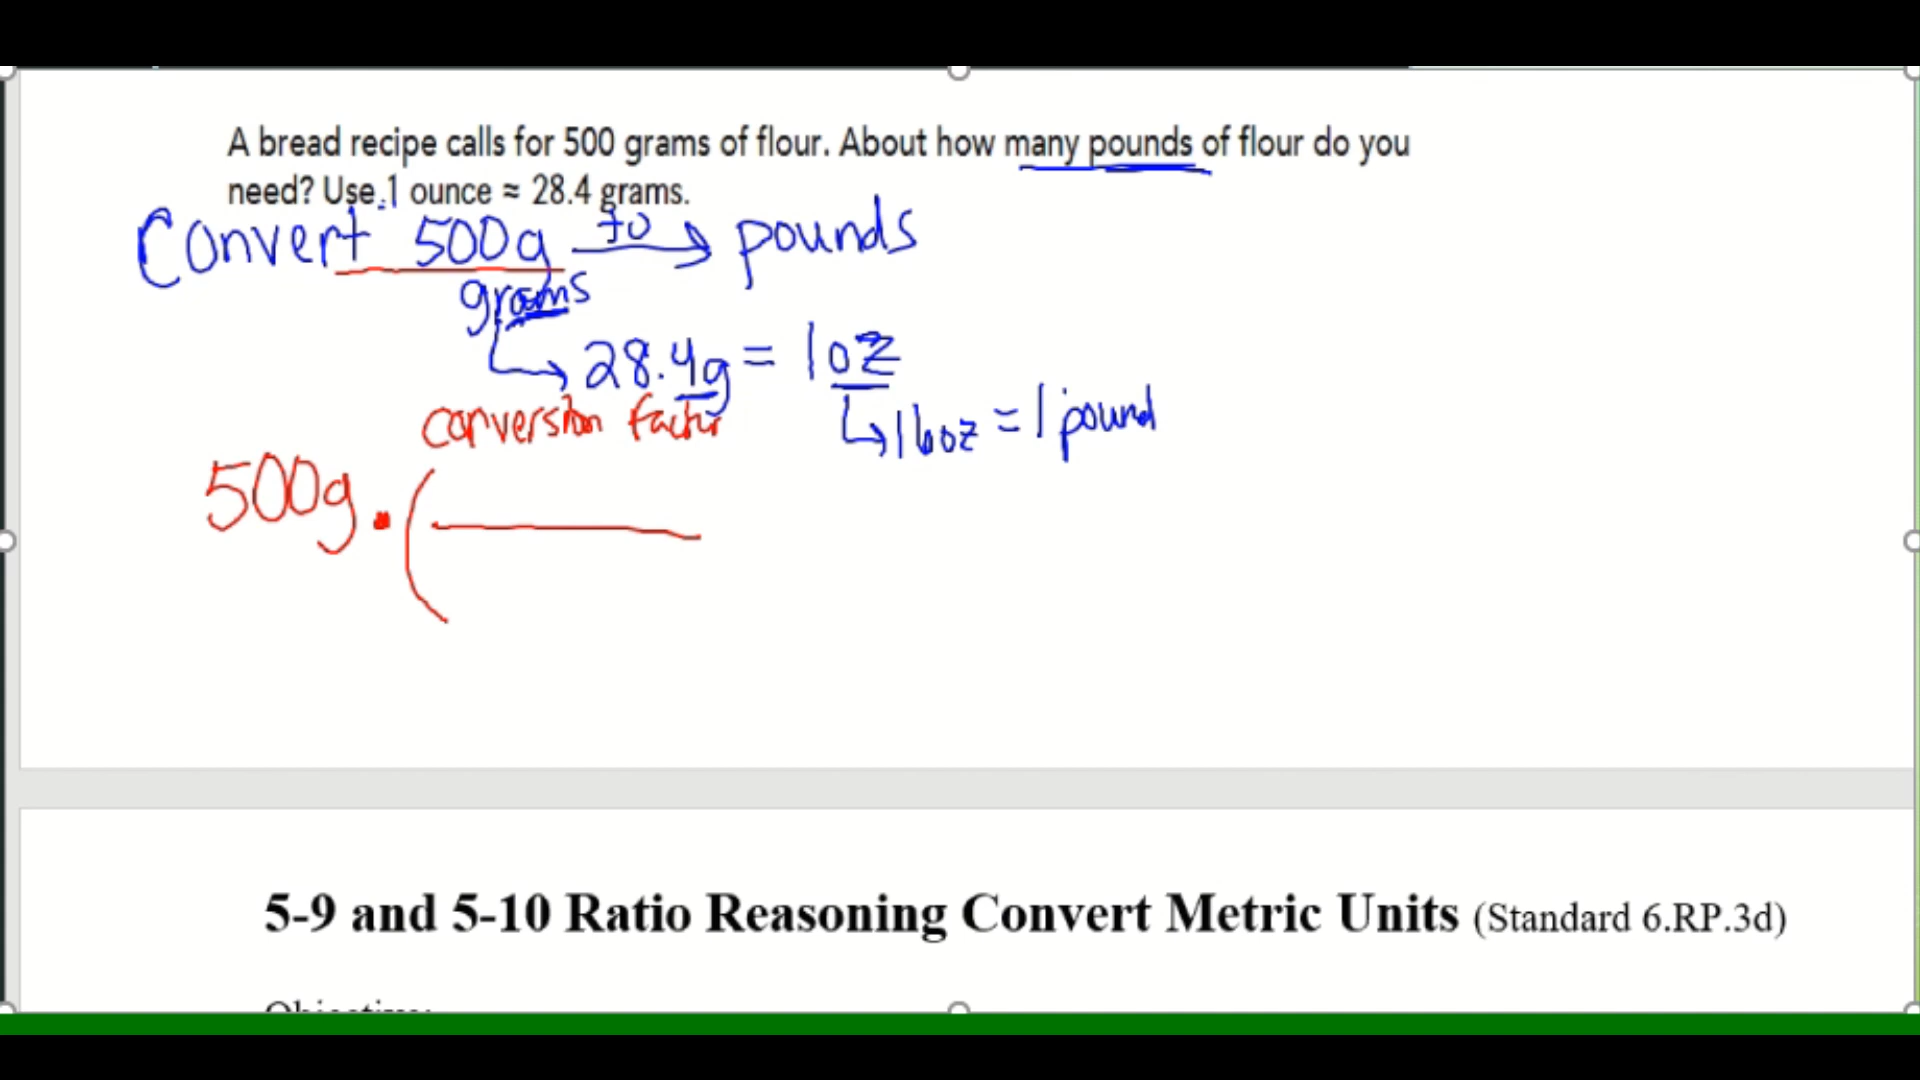 A bread recipe calls for 500 grams of flour. About how many pounds of flour do you
need? Use 1 ounce ≈ 28.4 grams.
Convert 500g to pounds
grams
28.4g = 1oz
conversion factor
16oz = 1 pound
500g · (
5-9 and 5-10 Ratio Reasoning Convert Metric Units (Standard 6.RP.3d)
Objective: